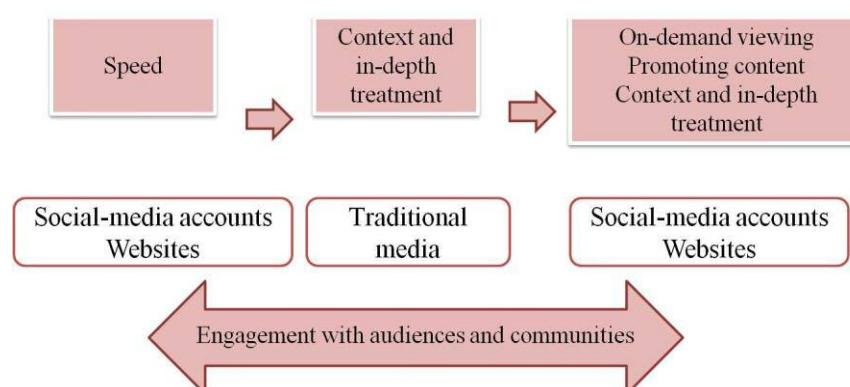 Speed
Context and
in-depth
treatment
On-demand viewing
Promoting content
Context and in-depth
treatment
Social-media accounts
Websites
Traditional
media
Social-media accounts
Websites
Engagement with audiences and communities